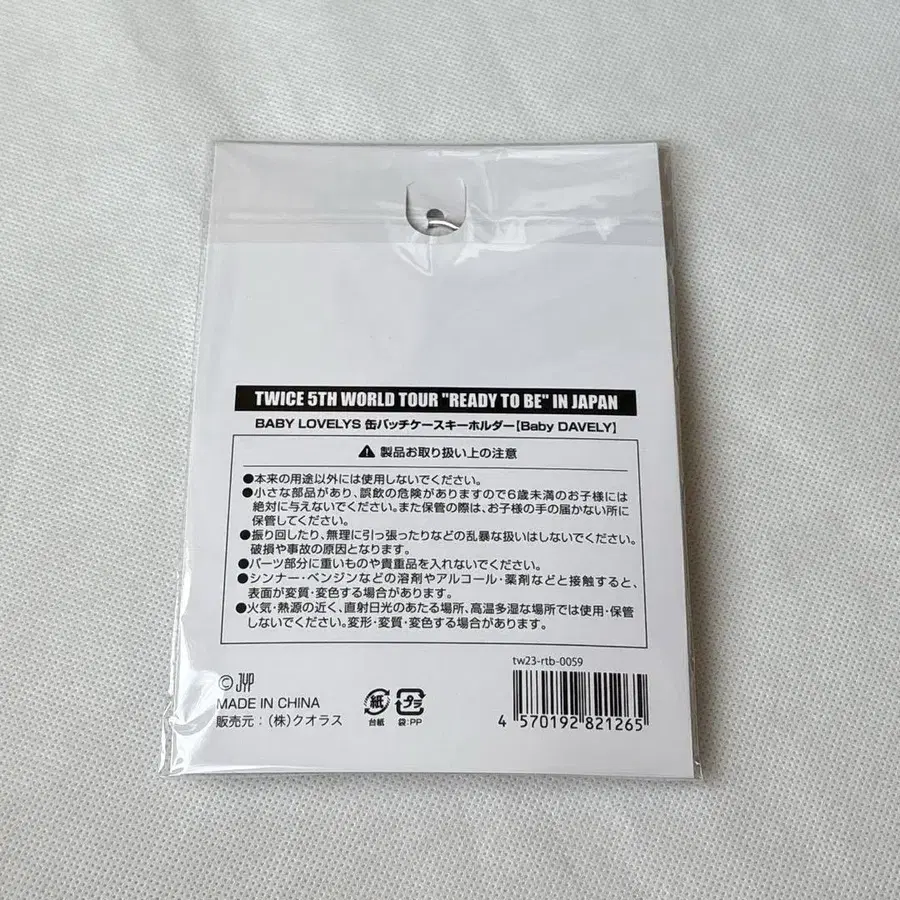 TWICE 5TH WORLD TOUR "READY TO BE" IN JAPAN
BABY LOVELYS 缶バッチケースキーホルダー【Baby DAVELY】
⚠ 製品お取り扱い上の注意
●本来の用途以外には使用しないでください。
●小さな部品があり、誤飲の危険がありますので6歳未満のお子様には
絶対に与えないでください。また保管の際は、お子様の手の届かない所に
保管してください。
●振り回したり、無理に引っ張ったりなどの乱暴な扱いはしないでください。
破損や事故の原因となります。
●パーツ部分に重いものや貴重品を入れないでください。
●シンナー・ベンジンなどの溶剤やアルコール・薬剤などと接触すると、
表面が変質・変色する場合があります。
●火気・熱源の近く、直射日光のあたる場所、高温多湿な場所では使用・保管
しないでください。変形・変質・変色する場合があります。
tw23-rtb-0059
© JYP
MADE IN CHINA
販売元：（株）クオラス
紙
台紙
プラ
袋：PP
4 570192 821265